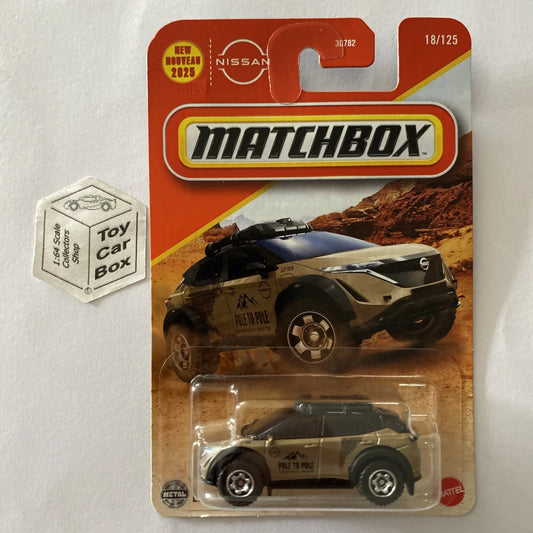 NEW
NOUVEAU
2025
NISSAN
30782
18/125
MATCHBOX
TM
1:64 Scale
Collectors
Shop
Toy
Car
Box
POLE TO POLE
POLE TO POLE
METAL
MATTEL